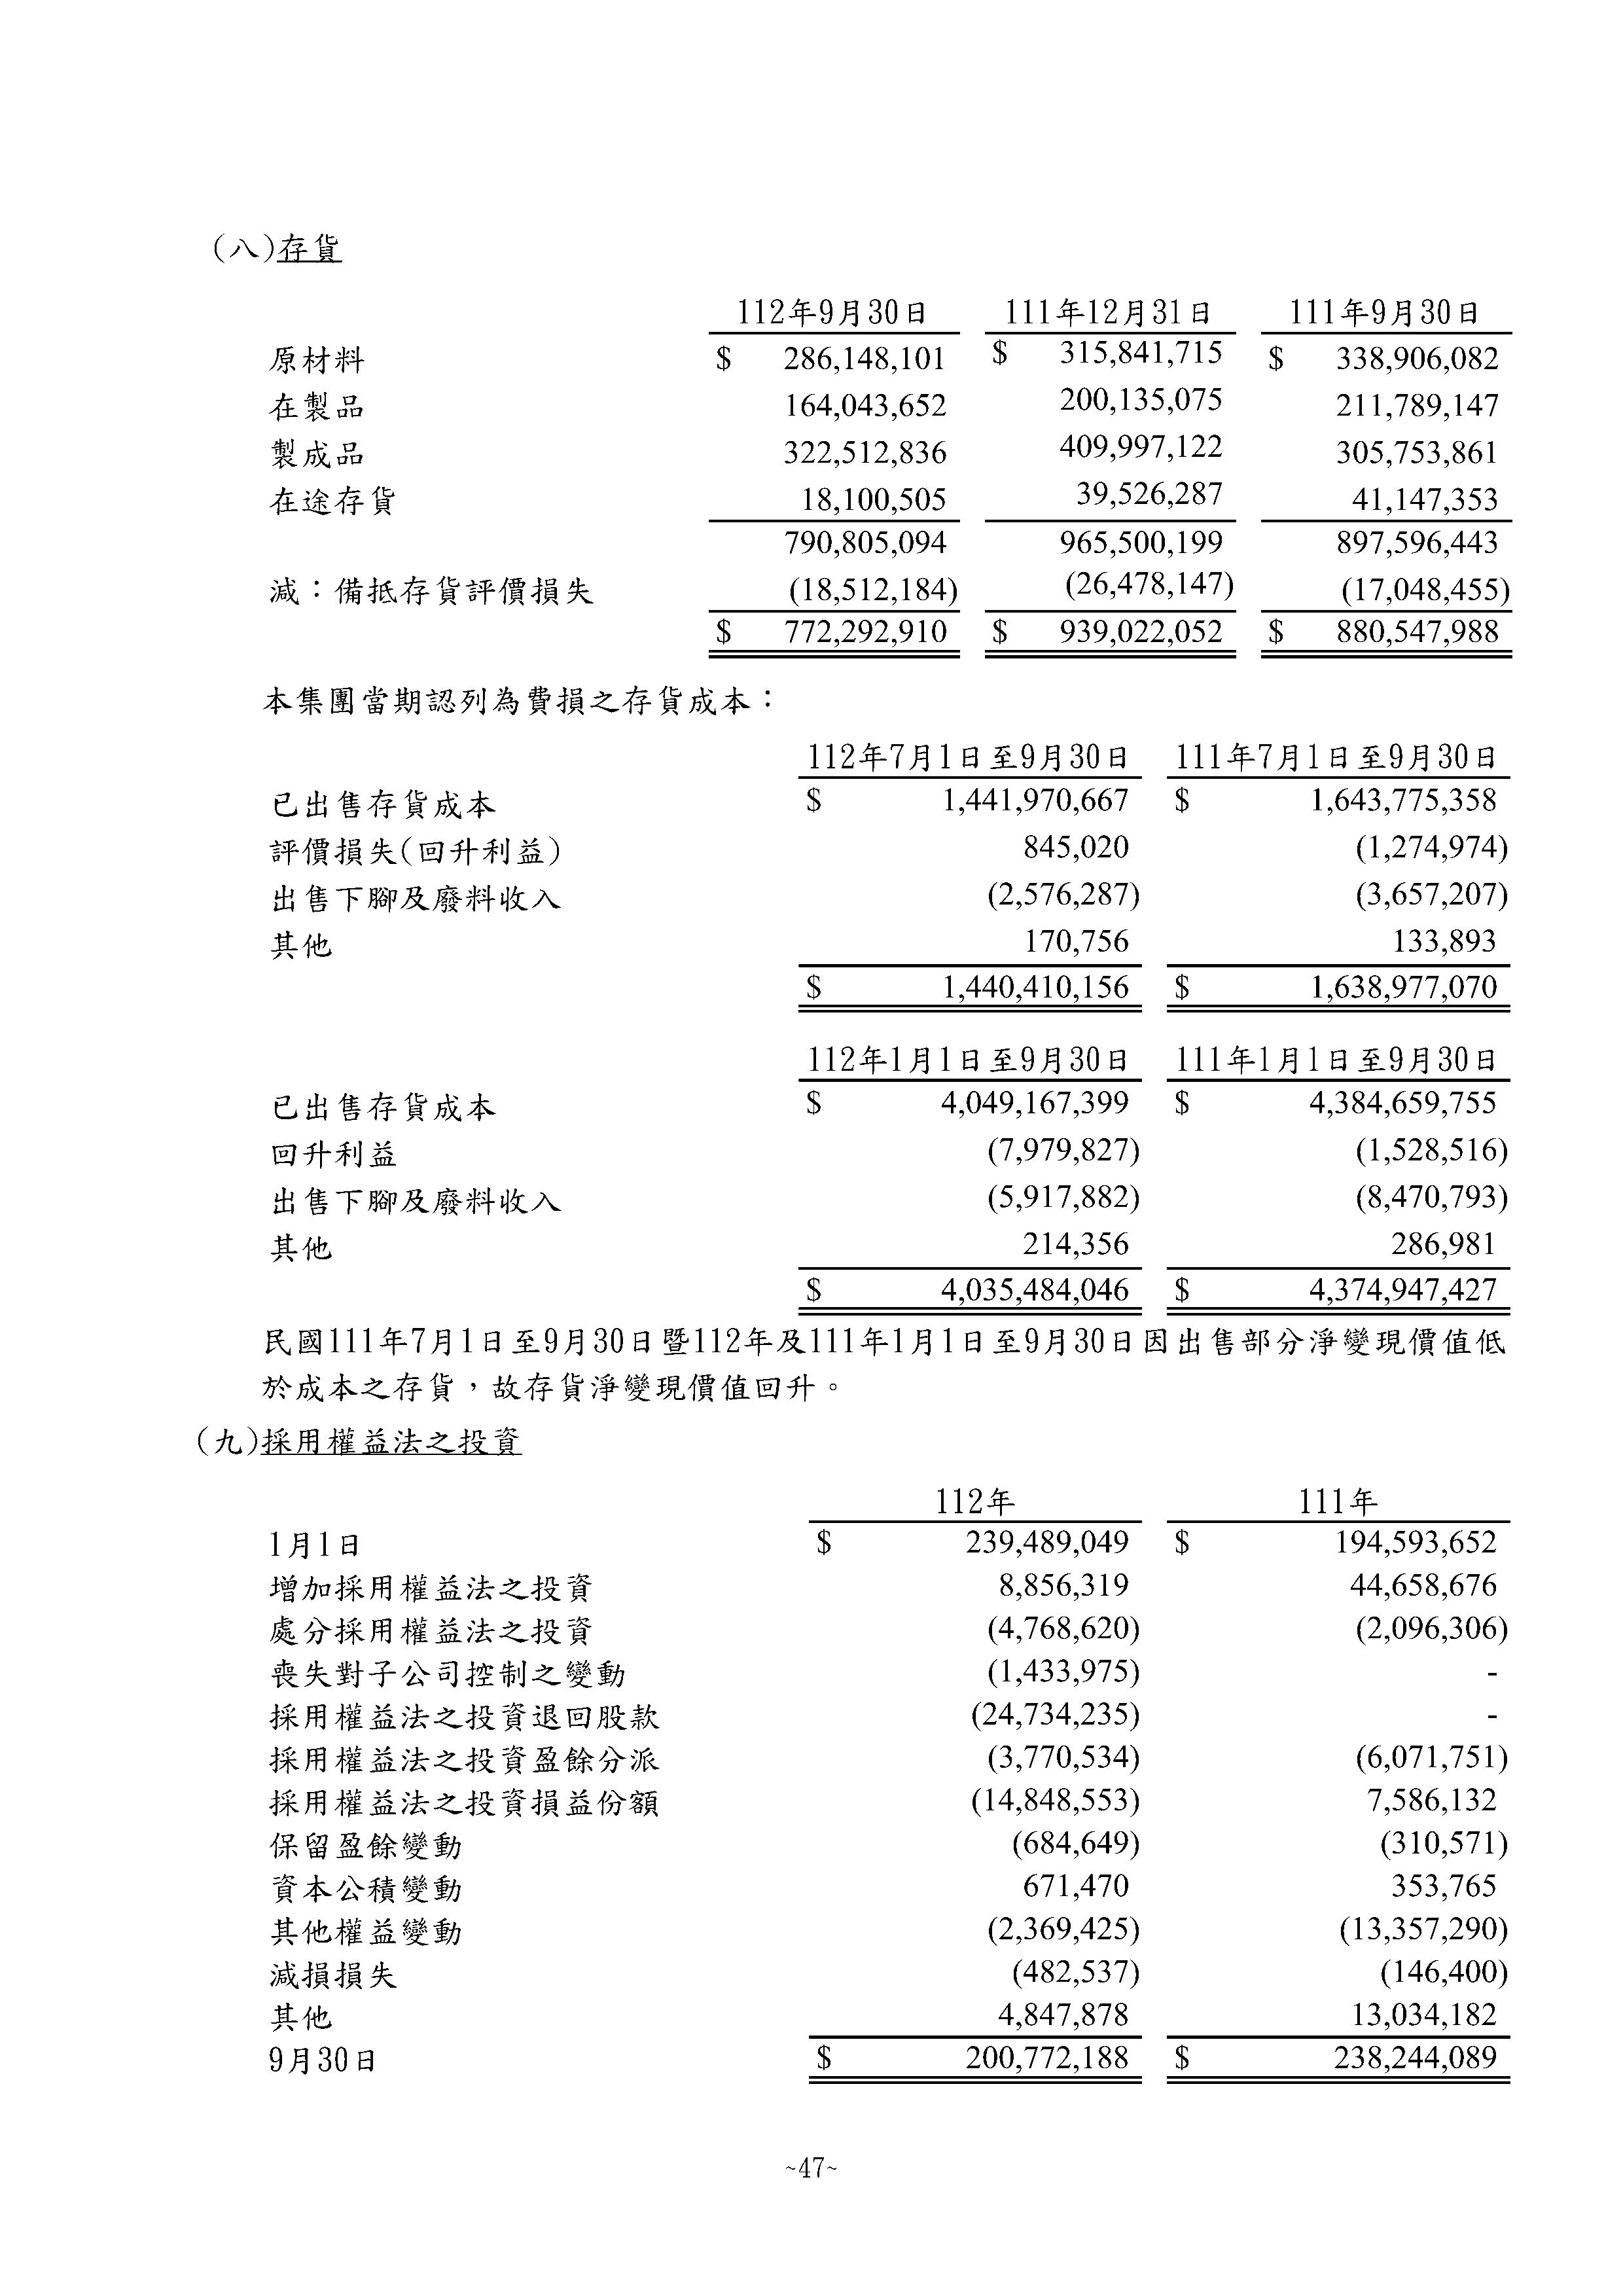 (八)存貨
112年9月30日 111年12月31日 111年9月30日
原材料 $ 286,148,101 $ 315,841,715 $ 338,906,082
在製品 164,043,652 200,135,075 211,789,147
製成品 322,512,836 409,997,122 305,753,861
在途存貨 18,100,505 39,526,287 41,147,353
790,805,094 965,500,199 897,596,443
減：備抵存貨評價損失 (18,512,184) (26,478,147) (17,048,455)
$ 772,292,910 $ 939,022,052 $ 880,547,988
本集團當期認列為費損之存貨成本：
112年7月1日至9月30日 111年7月1日至9月30日
已出售存貨成本 $ 1,441,970,667 $ 1,643,775,358
評價損失(回升利益) 845,020 (1,274,974)
出售下腳及廢料收入 (2,576,287) (3,657,207)
其他 170,756 133,893
$ 1,440,410,156 $ 1,638,977,070
112年1月1日至9月30日 111年1月1日至9月30日
已出售存貨成本 $ 4,049,167,399 $ 4,384,659,755
回升利益 (7,979,827) (1,528,516)
出售下腳及廢料收入 (5,917,882) (8,470,793)
其他 214,356 286,981
$ 4,035,484,046 $ 4,374,947,427
民國111年7月1日至9月30日暨112年及111年1月1日至9月30日因出售部分淨變現價值低
於成本之存貨，故存貨淨變現價值回升。
(九)採用權益法之投資
112年 111年
1月1日 $ 239,489,049 $ 194,593,652
增加採用權益法之投資 8,856,319 44,658,676
處分採用權益法之投資 (4,768,620) (2,096,306)
喪失對子公司控制之變動 (1,433,975) -
採用權益法之投資退回股款 (24,734,235) -
採用權益法之投資盈餘分派 (3,770,534) (6,071,751)
採用權益法之投資損益份額 (14,848,553) 7,586,132
保留盈餘變動 (684,649) (310,571)
資本公積變動 671,470 353,765
其他權益變動 (2,369,425) (13,357,290)
減損損失 (482,537) (146,400)
其他 4,847,878 13,034,182
9月30日 $ 200,772,188 $ 238,244,089
~47~